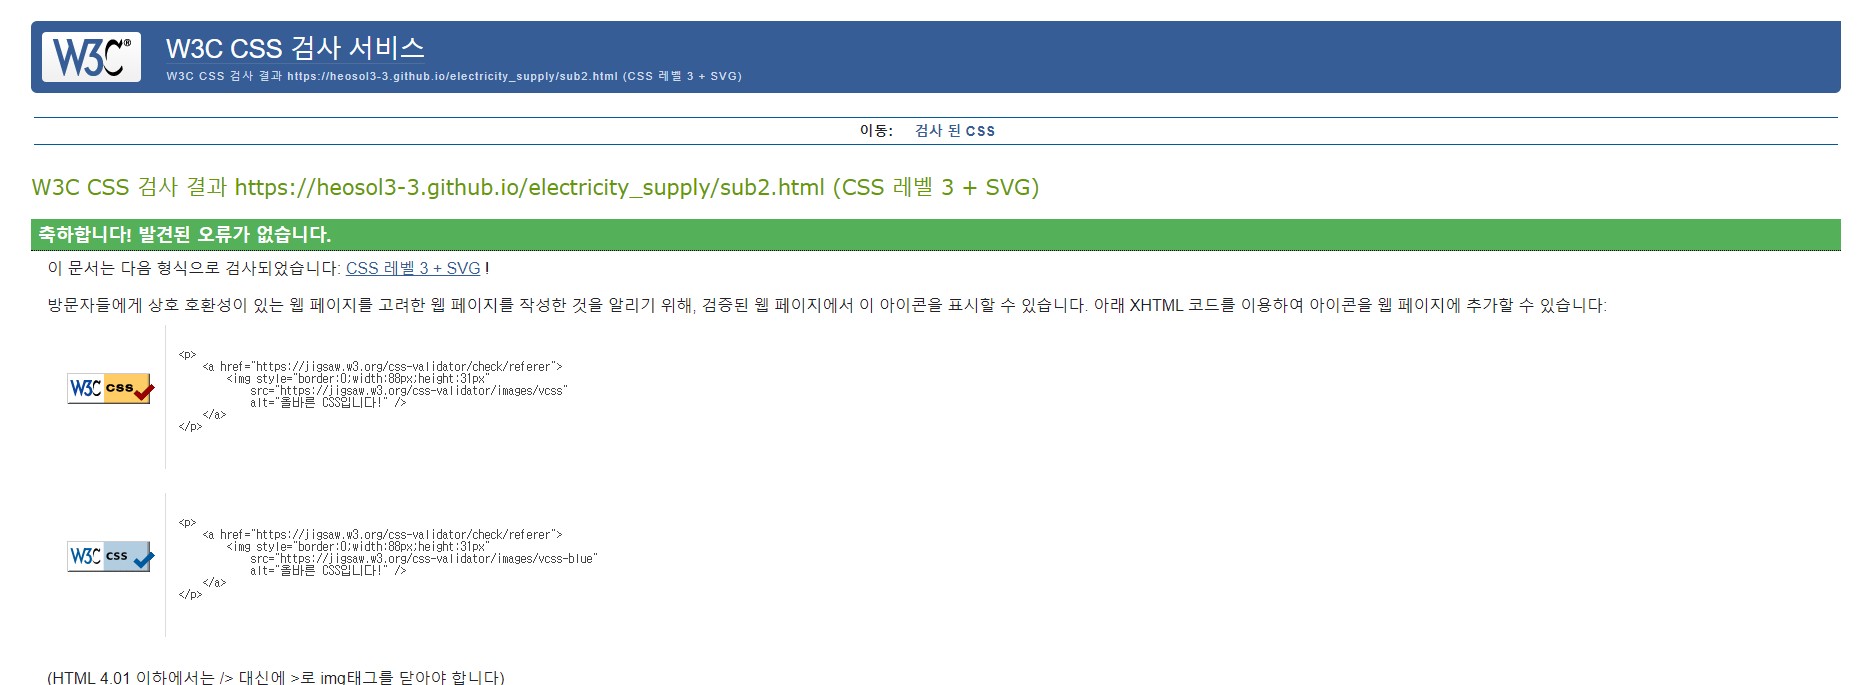 W3C®
W3C CSS 검사 서비스
W3C CSS 검사 결과 https://heosol3-3.github.io/electricity_supply/sub2.html (CSS 레벨 3 + SVG)
이동: 검사 된 CSS
W3C CSS 검사 결과 https://heosol3-3.github.io/electricity_supply/sub2.html (CSS 레벨 3 + SVG)
축하합니다! 발견된 오류가 없습니다.
이 문서는 다음 형식으로 검사되었습니다: CSS 레벨 3 + SVG !
방문자들에게 상호 호환성이 있는 웹 페이지를 고려한 웹 페이지를 작성한 것을 알리기 위해, 검증된 웹 페이지에서 이 아이콘을 표시할 수 있습니다. 아래 XHTML 코드를 이용하여 아이콘을 웹 페이지에 추가할 수 있습니다:
W3C css
<p>
<a href="https://jigsaw.w3.org/css-validator/check/referer">
<img style="border:0;width:88px;height:31px"
src="https://jigsaw.w3.org/css-validator/images/vcss"
alt="올바른 CSS입니다!" />
</a>
</p>
W3C css
<p>
<a href="https://jigsaw.w3.org/css-validator/check/referer">
<img style="border:0;width:88px;height:31px"
src="https://jigsaw.w3.org/css-validator/images/vcss-blue"
alt="올바른 CSS입니다!" />
</a>
</p>
(HTML 4.01 이하에서는 /> 대신에 >로 img태그를 닫아야 합니다)